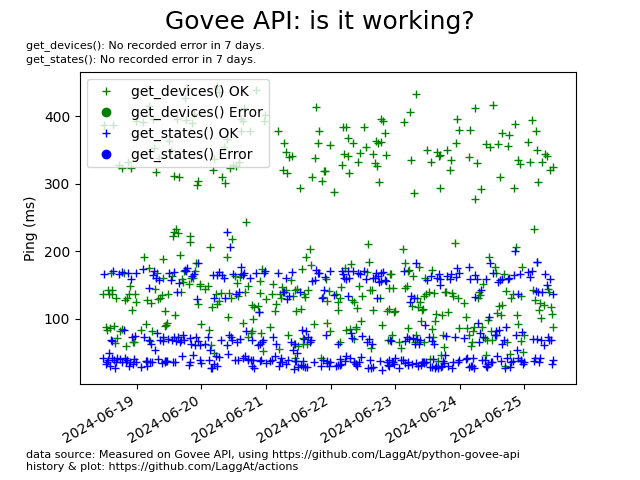 Govee API: is it working?
get_devices(): No recorded error in 7 days.
get_states(): No recorded error in 7 days.
get_devices() OK
get_devices() Error
get_states() OK
get_states() Error
Ping (ms)
400
300
200
100
2024-06-19
2024-06-20
2024-06-21
2024-06-22
2024-06-23
2024-06-24
2024-06-25
data source: Measured on Govee API, using https://github.com/LaggAt/python-govee-api
history & plot: https://github.com/LaggAt/actions